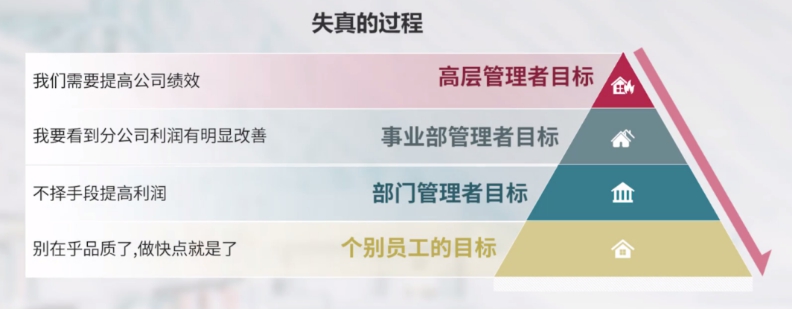 失真的过程
我们需要提高公司绩效
高层管理者目标
我要看到分公司利润有明显改善
事业部管理者目标
不择手段提高利润
部门管理者目标
别在乎品质了,做快点就是了
个别员工的目标